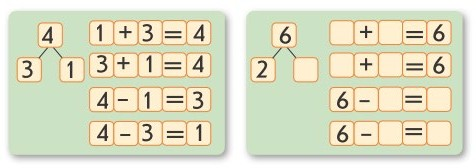 4
3 1
1 + 3 = 4
3 + 1 = 4
4 - 1 = 3
4 - 3 = 1
6
2
+ = 6
+ = 6
6 - =
6 - =